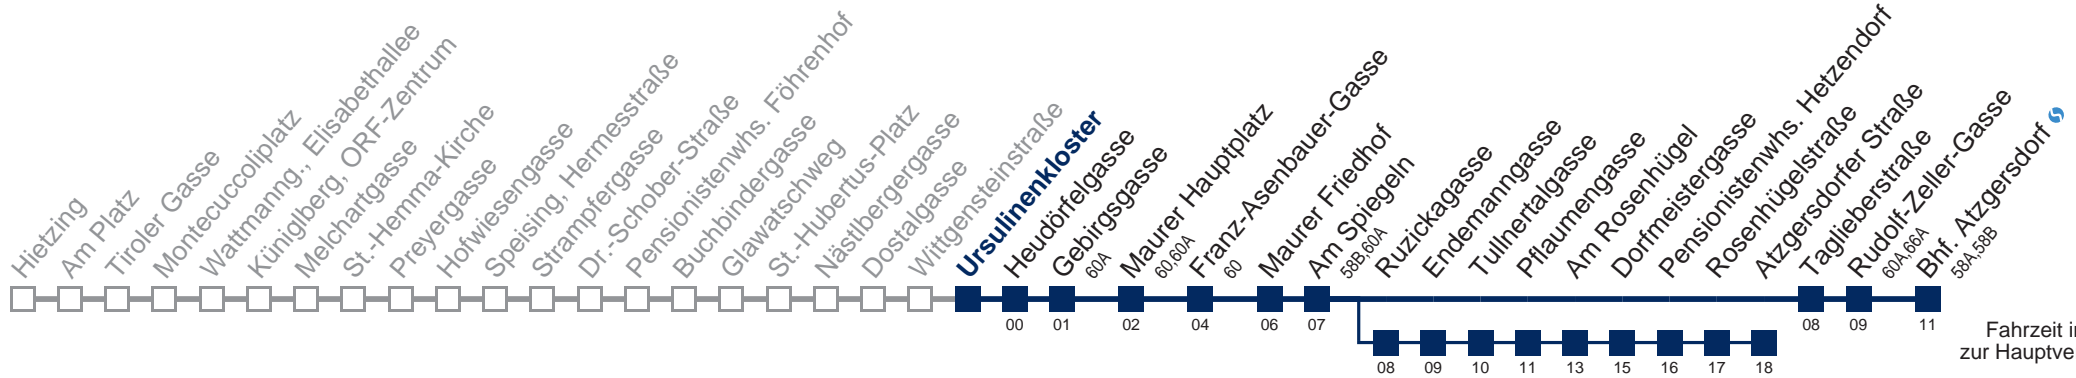 Hietzing
Am Platz
Tiroler Gasse
Montecuccoliplatz
Wattmanng., Elisabethallee
Küniglberg, ORF-Zentrum
Melchartgasse
St.-Hemma-Kirche
Preyergasse
Hofwiesengasse
Speising, Hermesstraße
Strampfergasse
Dr.-Schober-Straße
Pensionistenwhs. Föhrenhof
Buchbindergasse
Glawatschweg
St.-Hubertus-Platz
Nästlbergergasse
Dostalgasse
Wittgensteinstraße
Ursulinenkloster
Heudörfelgasse
Gebirgsgasse
60A
Maurer Hauptplatz
60,60A
Franz-Asenbauer-Gasse
60
Maurer Friedhof
Am Spiegeln
58B,60A
Ruzickagasse
Endemanngasse
Tullnertalgasse
Pflaumengasse
Am Rosenhügel
Dorfmeistergasse
Pensionistenwhs. Hetzendorf
Rosenhügelstraße
Atzgersdorfer Straße
Taglieberstraße
Rudolf-Zeller-Gasse
60A,66A
Bhf. Atzgersdorf
58A,58B
00 01 02 04 06 07 08 09 11
08 09 10 11 13 15 16 17 18
Fahrzeit i
zur Hauptve